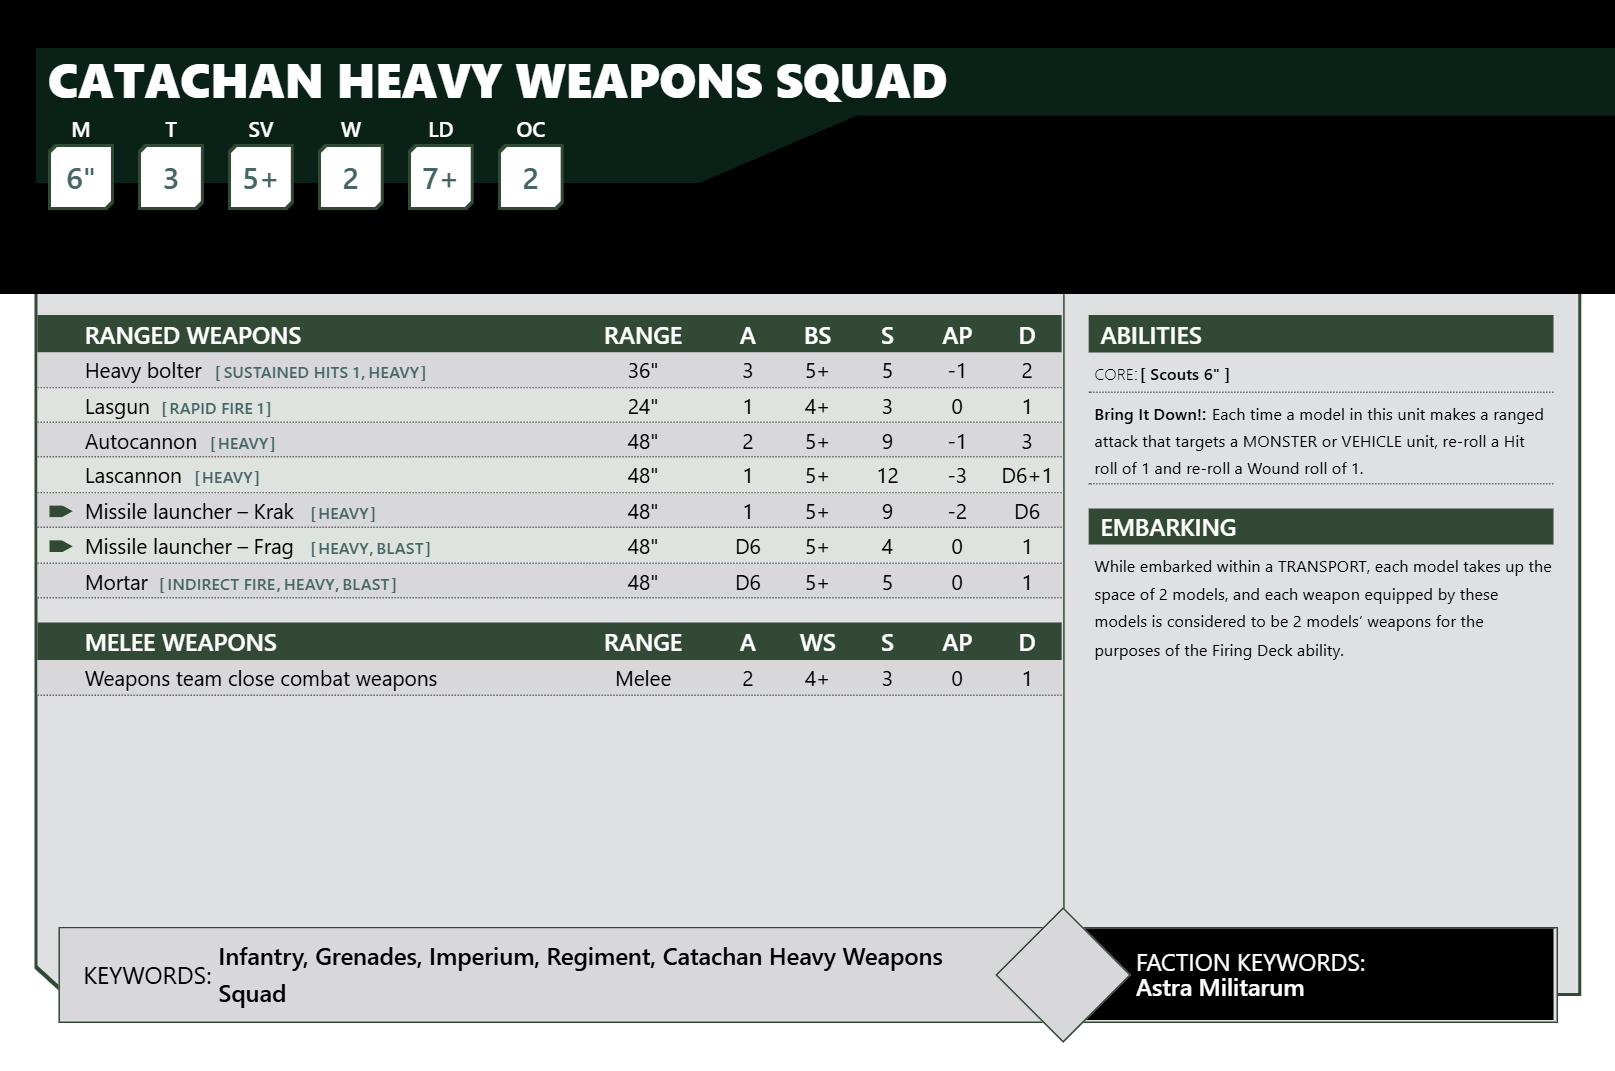 CATACHAN HEAVY WEAPONS SQUAD
M T SV W LD OC
6" 3 5+ 2 7+ 2
RANGED WEAPONS RANGE A BS S AP D
Heavy bolter [SUSTAINED HITS 1, HEAVY] 36" 3 5+ 5 -1 2
Lasgun [RAPID FIRE 1] 24" 1 4+ 3 0 1
Autocannon [HEAVY] 48" 2 5+ 9 -1 3
Lascannon [HEAVY] 48" 1 5+ 12 -3 D6+1
Missile launcher – Krak [HEAVY] 48" 1 5+ 9 -2 D6
Missile launcher – Frag [HEAVY, BLAST] 48" D6 5+ 4 0 1
Mortar [INDIRECT FIRE, HEAVY, BLAST] 48" D6 5+ 5 0 1
MELEE WEAPONS RANGE A WS S AP D
Weapons team close combat weapons Melee 2 4+ 3 0 1
ABILITIES
CORE: [ Scouts 6" ]
Bring It Down!: Each time a model in this unit makes a ranged
attack that targets a MONSTER or VEHICLE unit, re-roll a Hit
roll of 1 and re-roll a Wound roll of 1.
EMBARKING
While embarked within a TRANSPORT, each model takes up the
space of 2 models, and each weapon equipped by these
models is considered to be 2 models’ weapons for the
purposes of the Firing Deck ability.
KEYWORDS: Infantry, Grenades, Imperium, Regiment, Catachan Heavy Weapons
Squad
FACTION KEYWORDS:
Astra Militarum